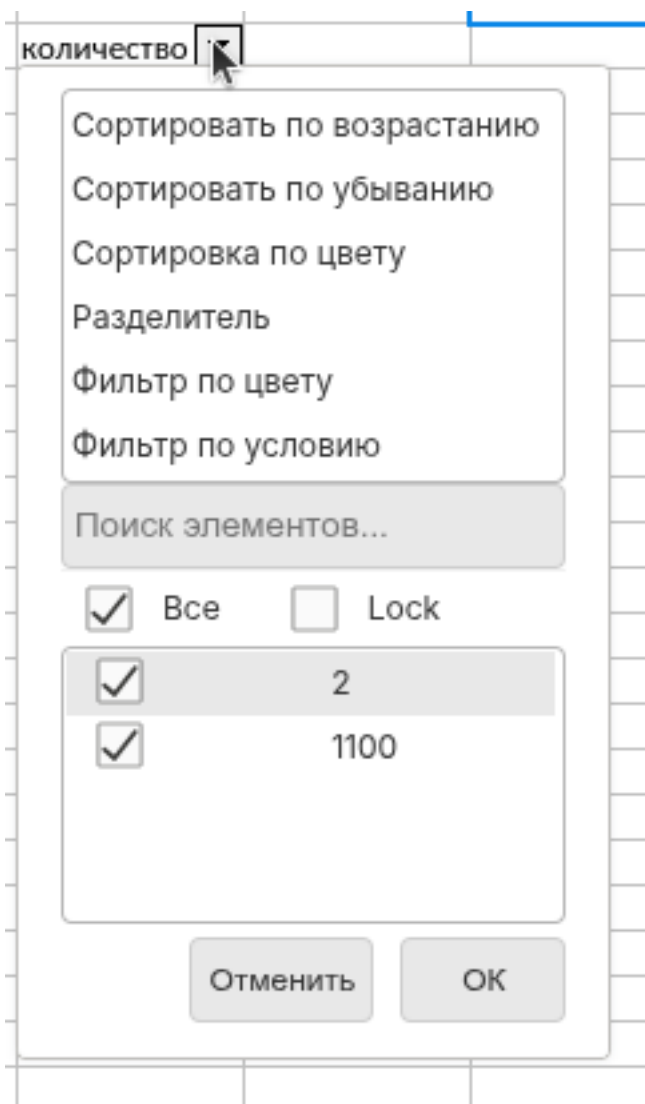 количество
Сортировать по возрастанию
Сортировать по убыванию
Сортировка по цвету
Разделитель
Фильтр по цвету
Фильтр по условию
Поиск элементов...
Все Lock
2
1100
Отменить ОК